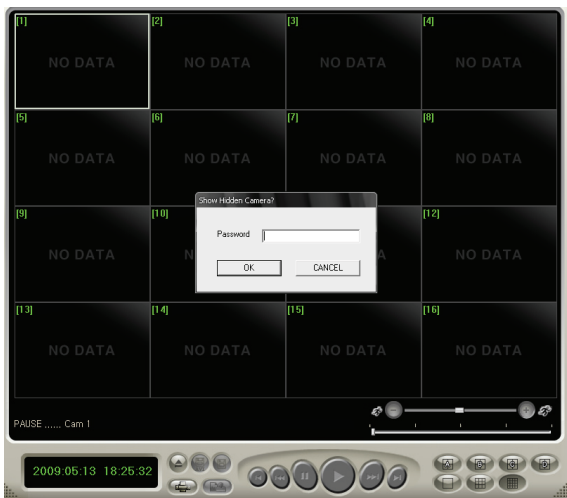 [1] [2] [3] [4]
NO DATA NO DATA NO DATA NO DATA
[5] [6] [7] [8]
NO DATA NO DATA NO DATA NO DATA
Show Hidden Camera?
[9] [10] [12]
Password
NO DATA N NO DATA
OK CANCEL
[13] [14] [15] [16]
NO DATA NO DATA NO DATA NO DATA
PAUSE ...... Cam 1
2009:05:13 18:25:32
A B C D